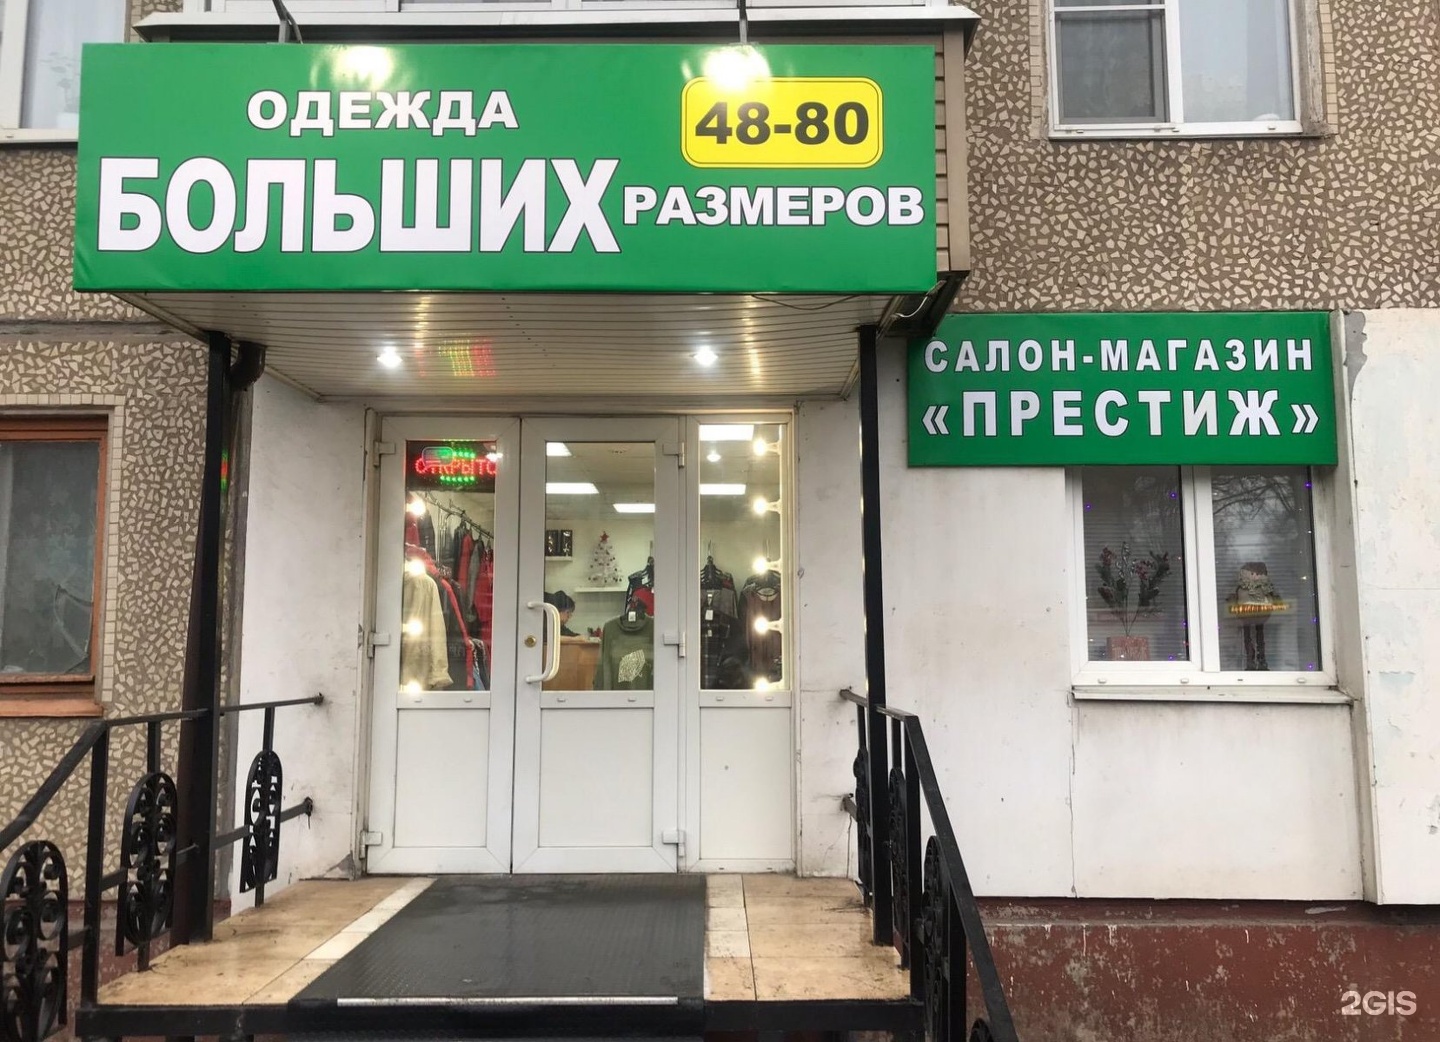 ОДЕЖДА
48-80
БОЛЬШИХ РАЗМЕРОВ
САЛОН-МАГАЗИН
«ПРЕСТИЖ»
ОТКРЫТО
2GIS